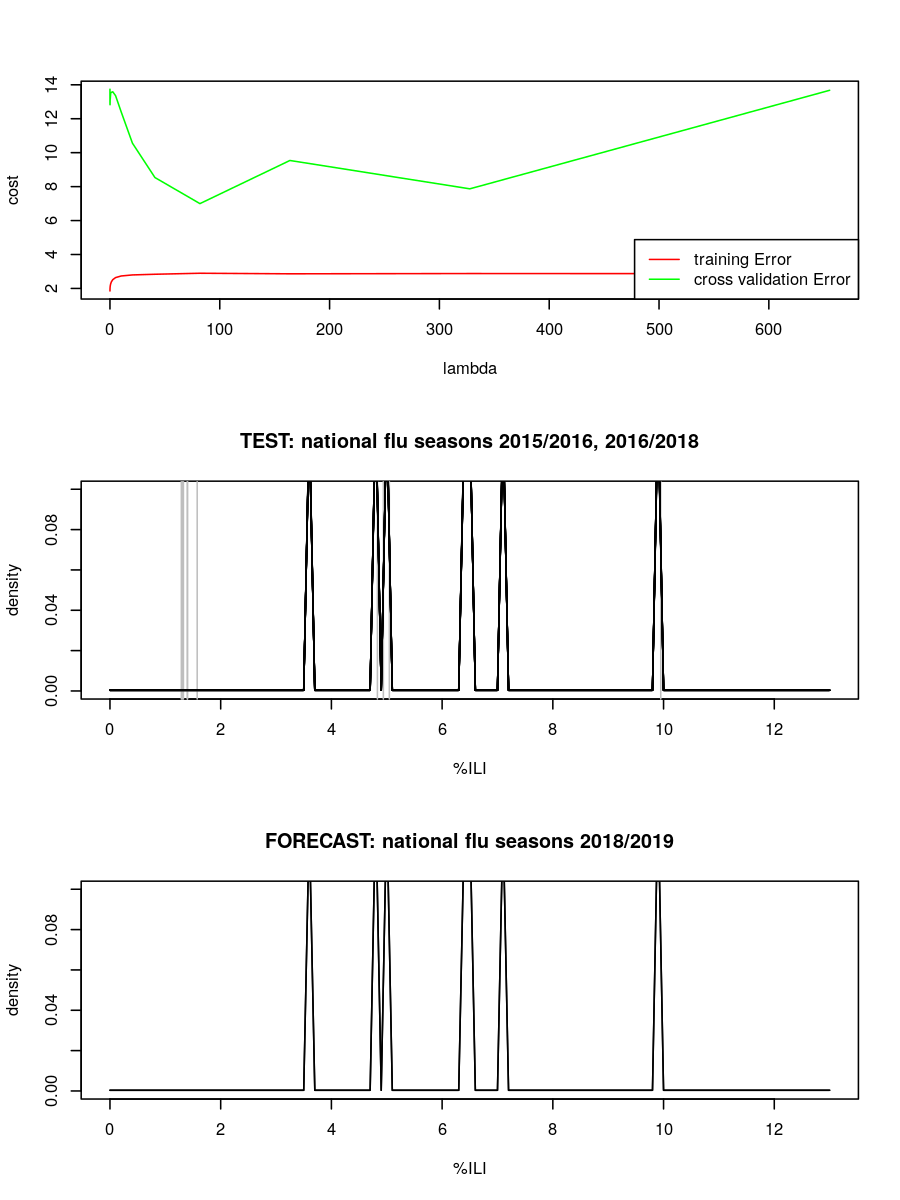 14
12
10
8
6
4
2
cost
training Error
cross validation Error
0 100 200 300 400 500 600
lambda
TEST: national flu seasons 2015/2016, 2016/2018
0.08
0.04
0.00
density
0 2 4 6 8 10 12
%ILI
FORECAST: national flu seasons 2018/2019
0.08
0.04
0.00
density
0 2 4 6 8 10 12
%ILI